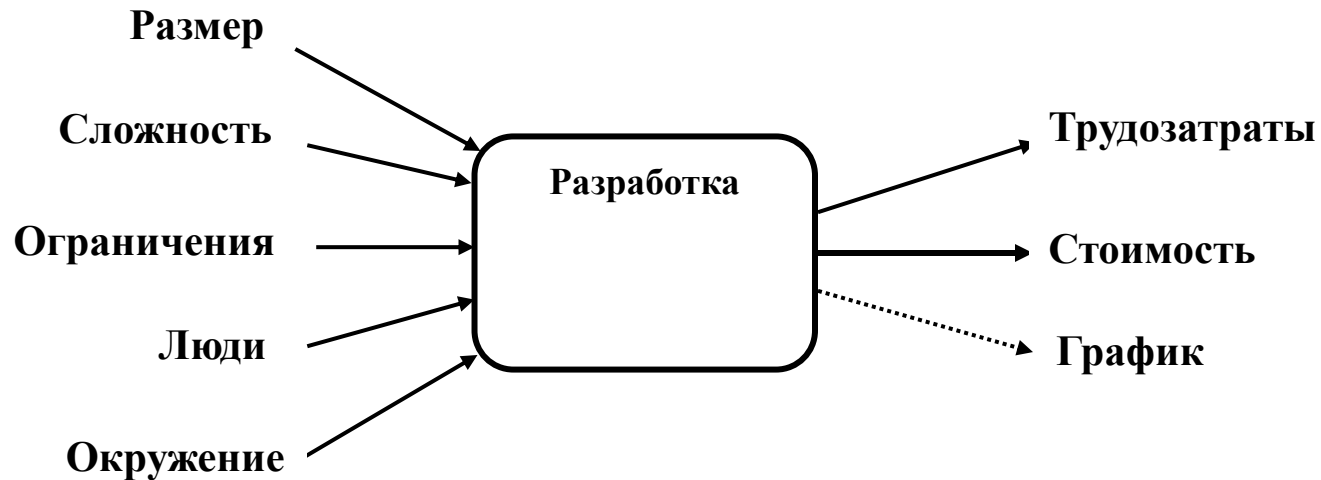 Размер
Сложность
Ограничения
Люди
Окружение
Разработка
Трудозатраты
Стоимость
График